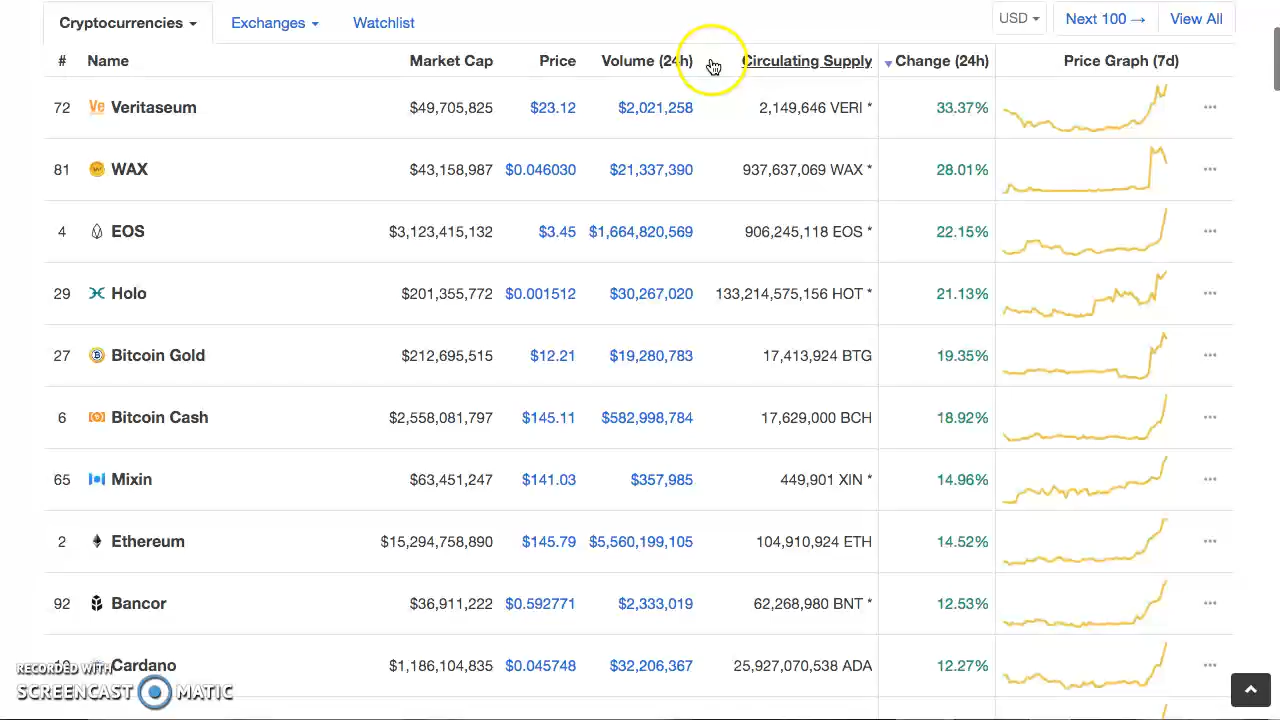 Cryptocurrencies Exchanges Watchlist USD Next 100 → View All
# Name Market Cap Price Volume (24h) Circulating Supply Change (24h) Price Graph (7d)
72 Veritaseum $49,705,825 $23.12 $2,021,258 2,149,646 VERI * 33.37%
81 WAX $43,158,987 $0.046030 $21,337,390 937,637,069 WAX * 28.01%
4 EOS $3,123,415,132 $3.45 $1,664,820,569 906,245,118 EOS * 22.15%
29 Holo $201,355,772 $0.001512 $30,267,020 133,214,575,156 HOT * 21.13%
27 Bitcoin Gold $212,695,515 $12.21 $19,280,783 17,413,924 BTG 19.35%
6 Bitcoin Cash $2,558,081,797 $145.11 $582,998,784 17,629,000 BCH 18.92%
65 Mixin $63,451,247 $141.03 $357,985 449,901 XIN * 14.96%
2 Ethereum $15,294,758,890 $145.79 $5,560,199,105 104,910,924 ETH 14.52%
92 Bancor $36,911,222 $0.592771 $2,333,019 62,268,980 BNT * 12.53%
Cardano $1,186,104,835 $0.045748 $32,206,367 25,927,070,538 ADA 12.27%
RECORDED WITH
SCREENCAST MATIC